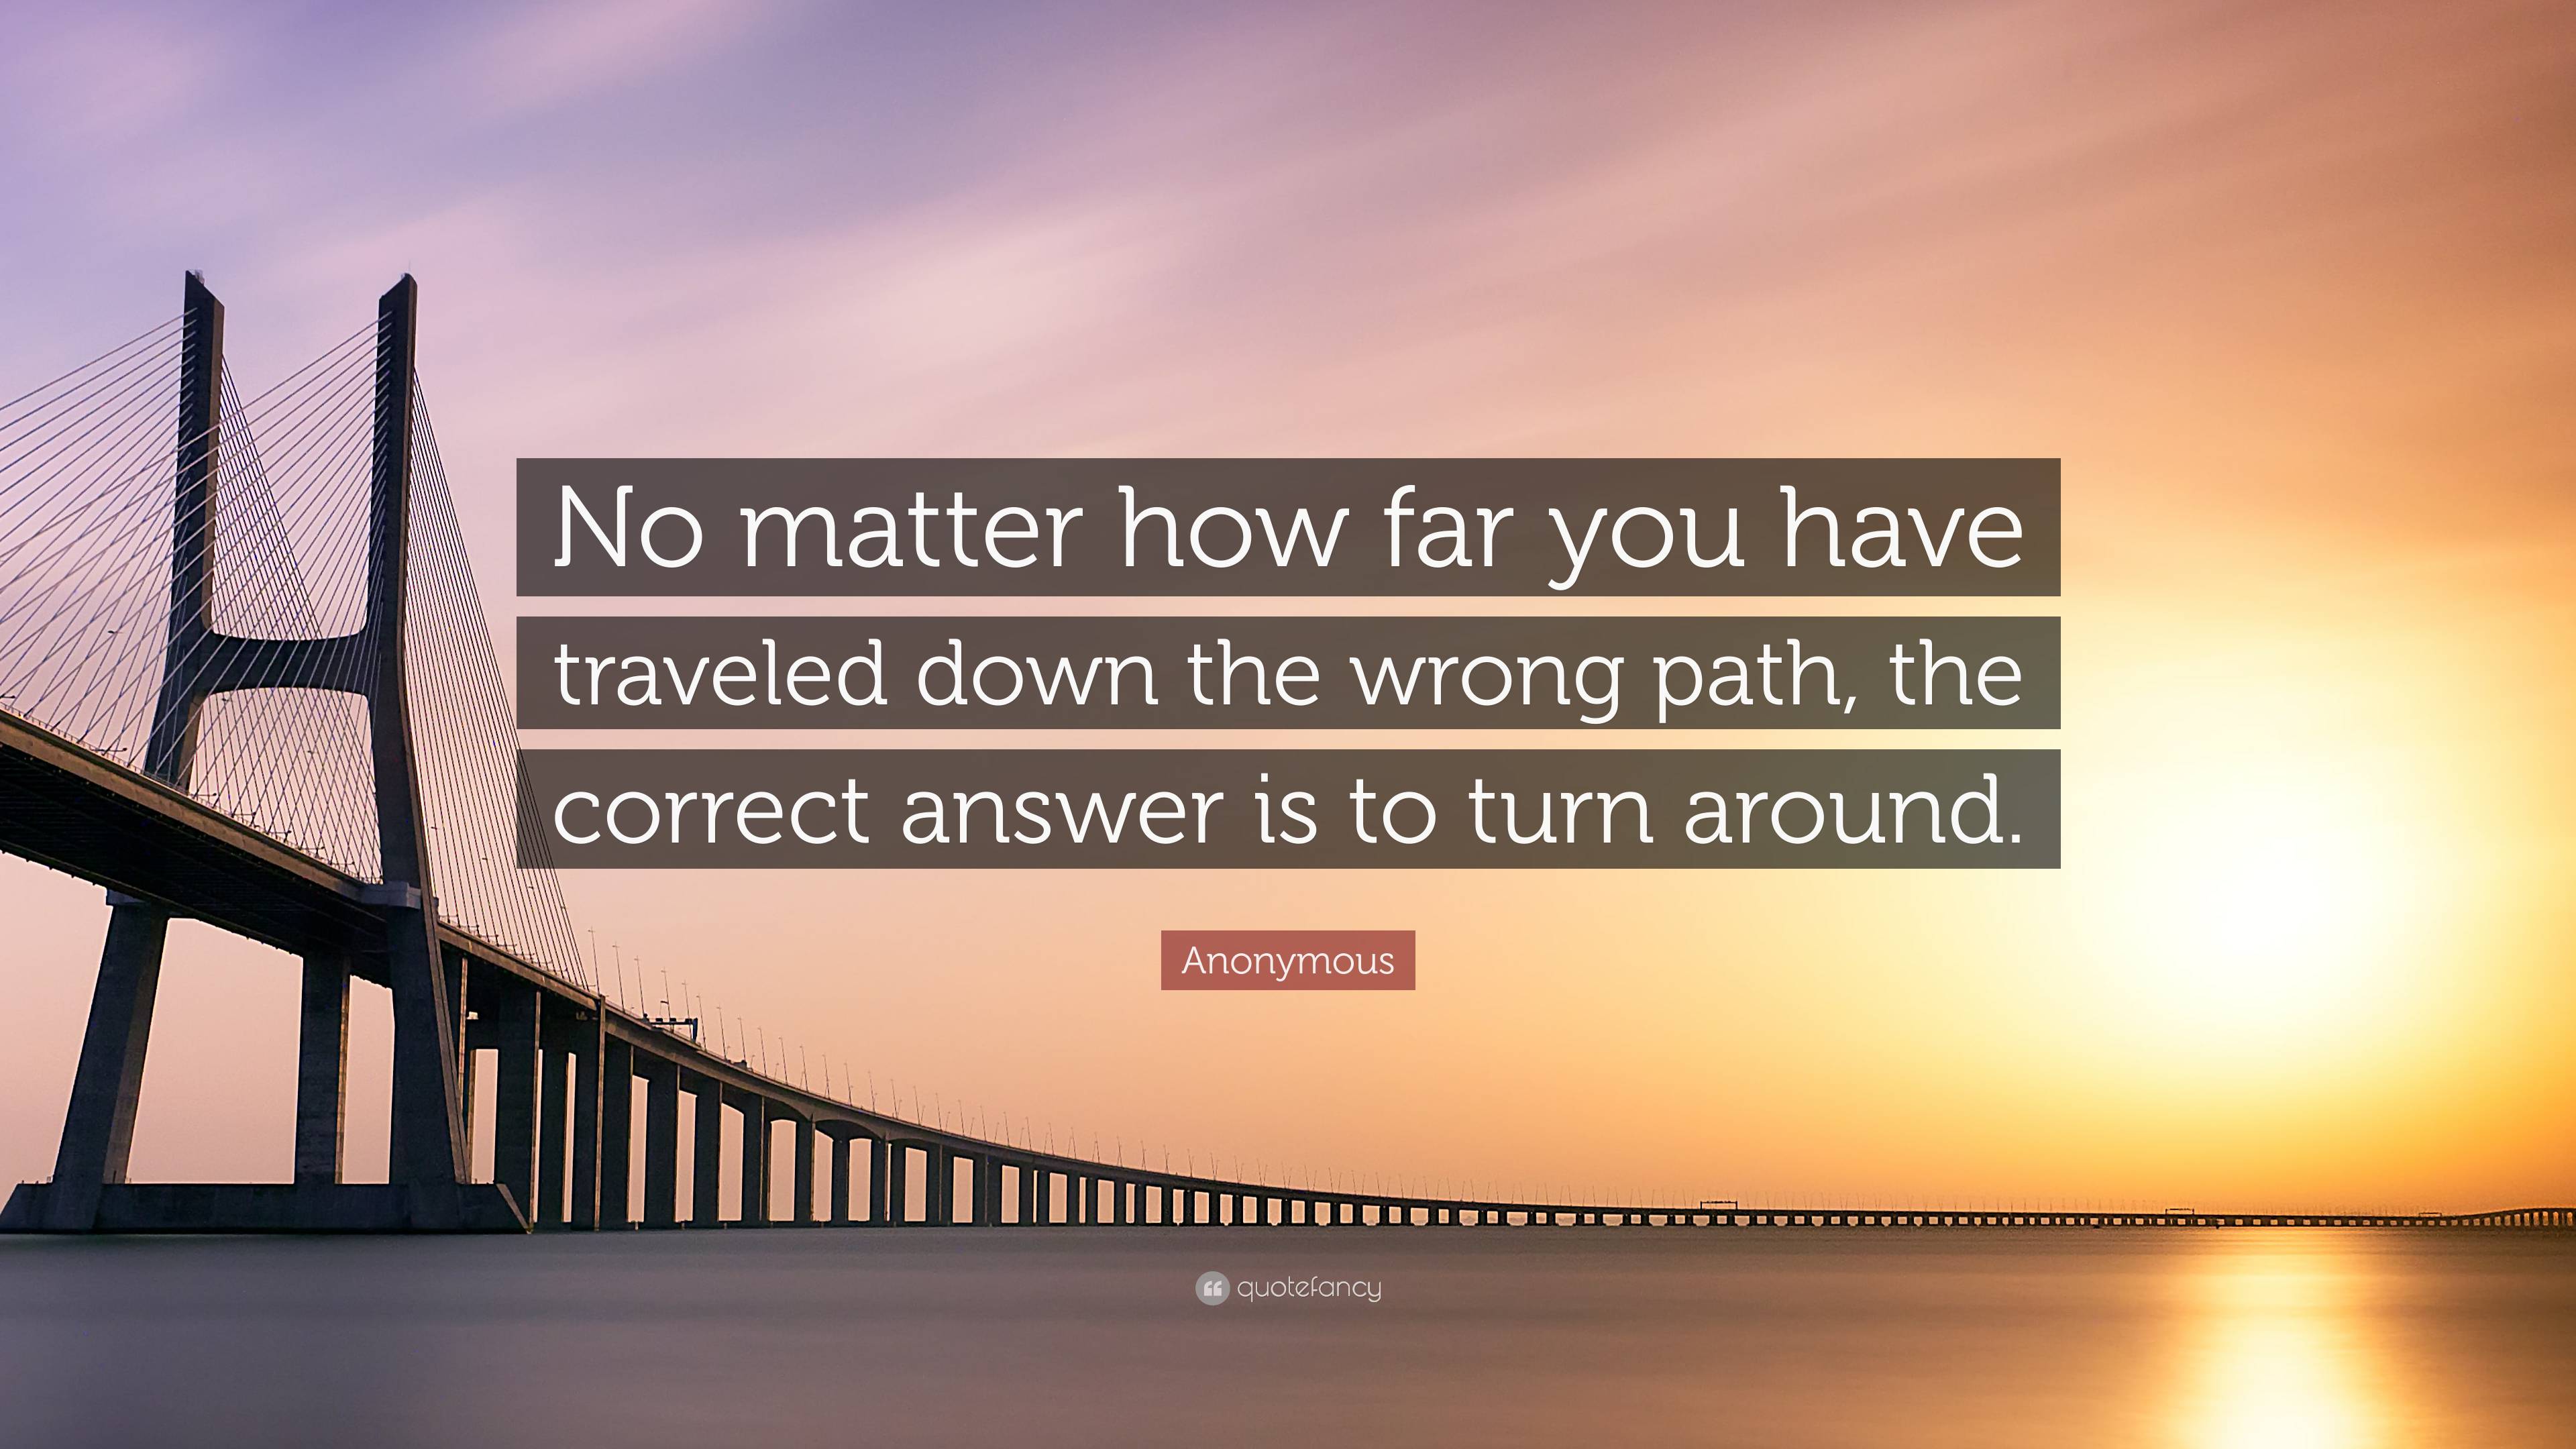 No matter how far you have
traveled down the wrong path, the
correct answer is to turn around.
Anonymous
quotefancy